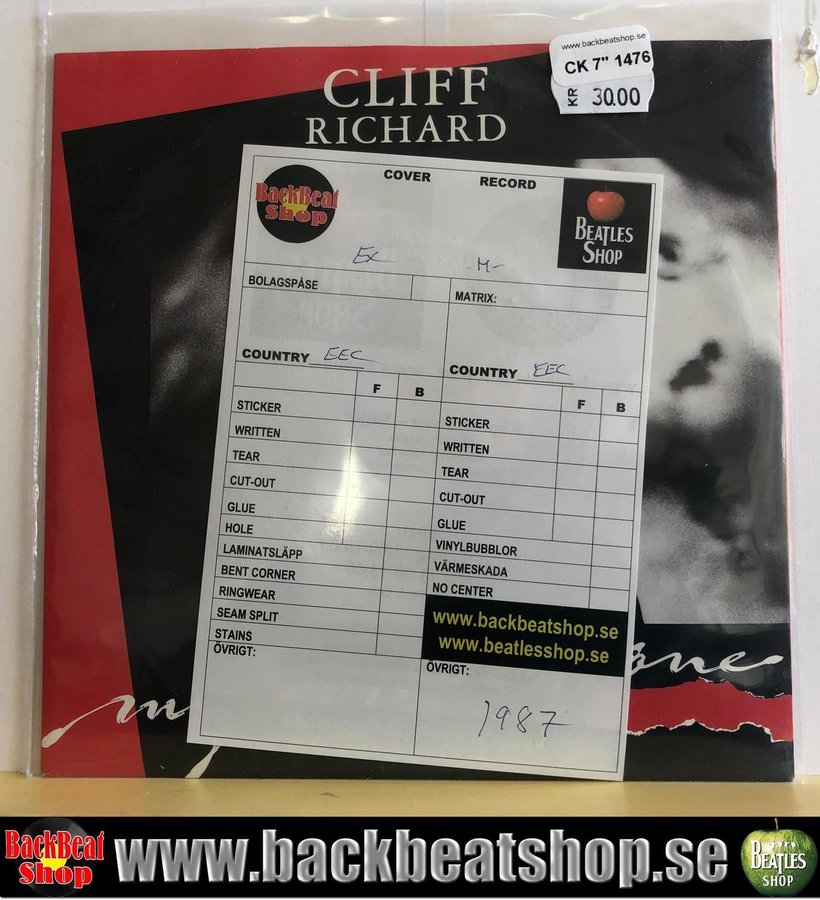 www.backbeatshop.se
CK 7" 1476
KR 30.00
CLIFF
RICHARD
BackBeat
Shop
COVER
RECORD
BEATLES
SHOP
Ex
M-
BOLAGSPÅSE
MATRIX:
COUNTRY EEC
COUNTRY EEC
F B
F B
STICKER
STICKER
WRITTEN
WRITTEN
TEAR
TEAR
CUT-OUT
CUT-OUT
GLUE
GLUE
HOLE
VINYLBUBBLOR
LAMINATSLÄPP
VÄRMESKADA
BENT CORNER
NO CENTER
RINGWEAR
SEAM SPLIT
www.backbeatshop.se
www.beatlesshop.se
STAINS
ÖVRIGT:
ÖVRIGT:
1987
BackBeat
Shop
www.backbeatshop.se
BEATLES
SHOP